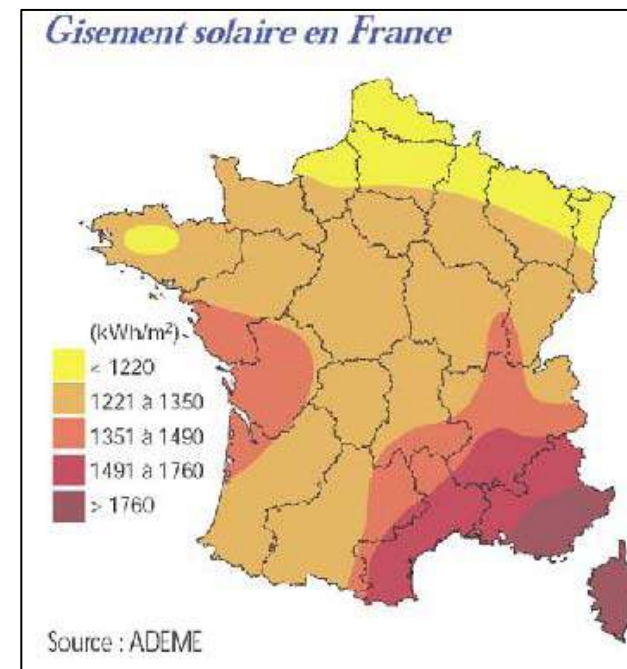 Gisement solaire en France
(kWh/m²)
< 1220
1221 à 1350
1351 à 1490
1491 à 1760
> 1760
Source : ADEME